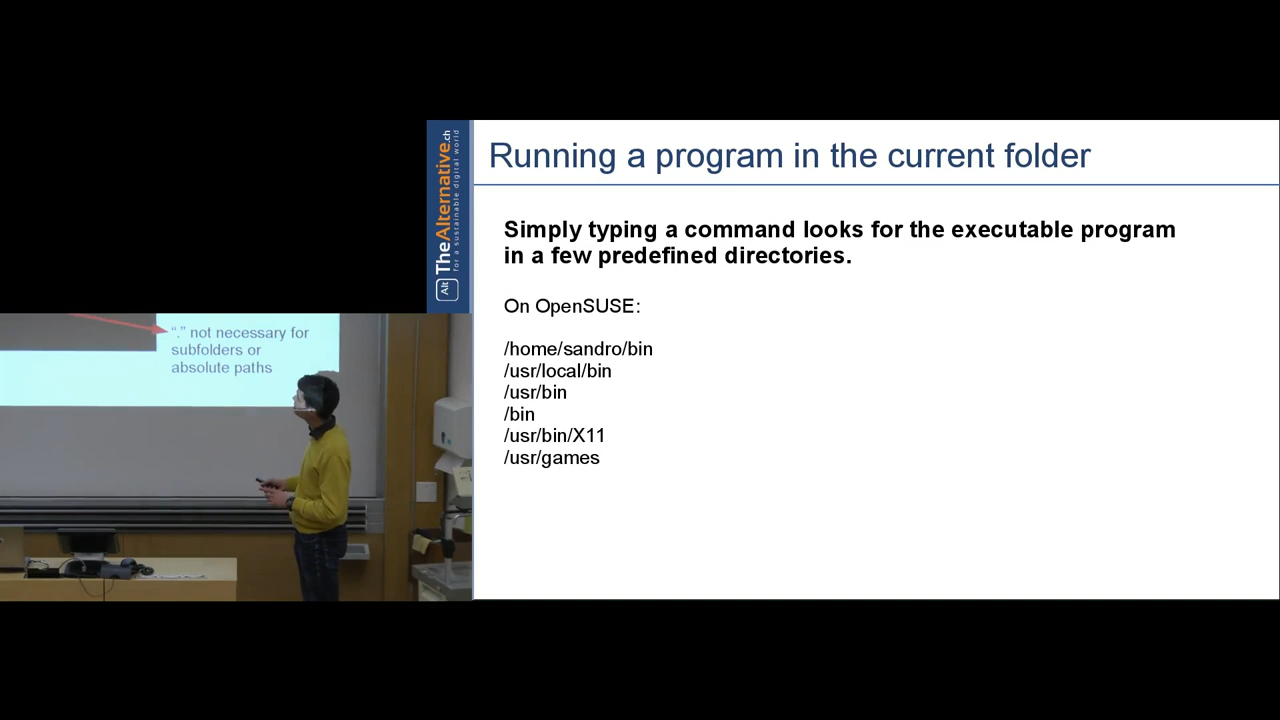 Alt TheAlternative.ch
for a sustainable digital world
Running a program in the current folder
Simply typing a command looks for the executable program
in a few predefined directories.
On OpenSUSE:
/home/sandro/bin
/usr/local/bin
/usr/bin
/bin
/usr/bin/X11
/usr/games
“.” not necessary for
subfolders or
absolute paths